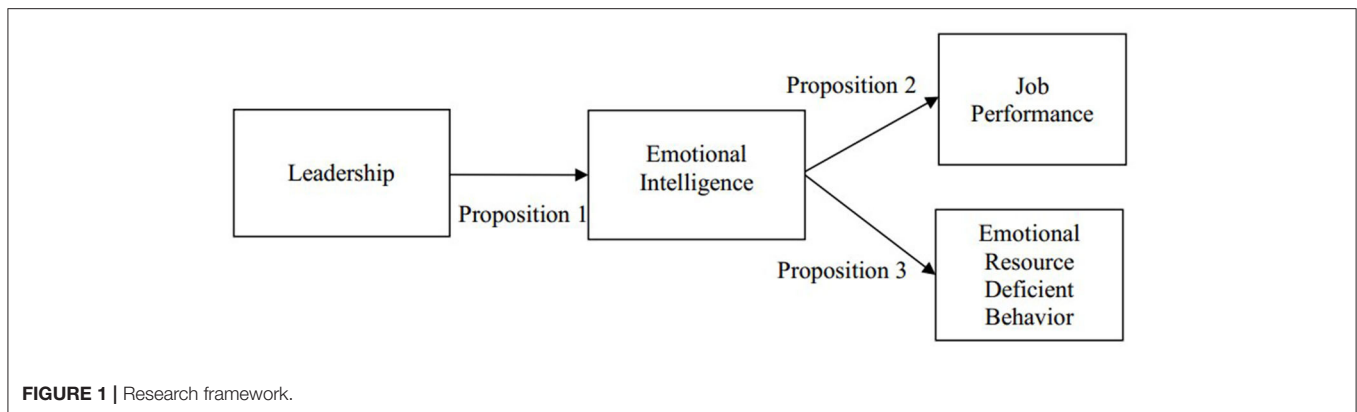 Leadership
Proposition 1
Emotional
Intelligence
Proposition 2
Job
Performance
Proposition 3
Emotional
Resource
Deficient
Behavior
FIGURE 1 | Research framework.